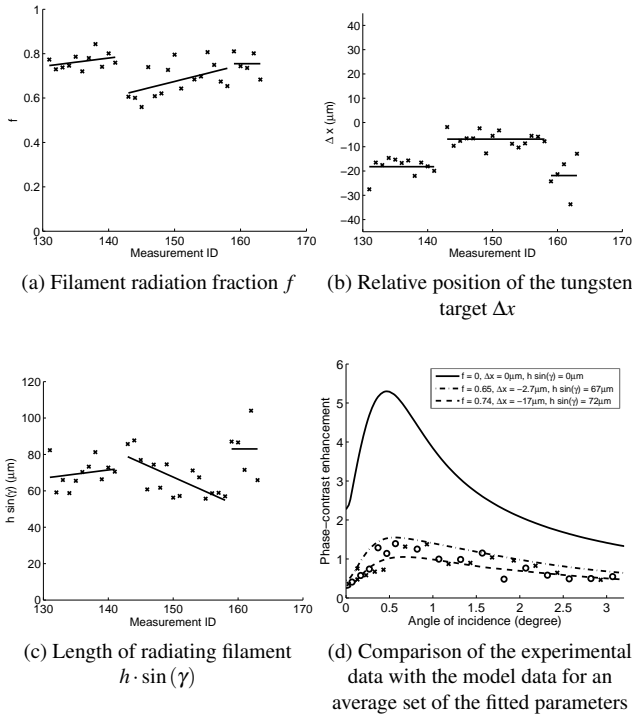 f
1
0.8
0.6
0.4
0.2
0
130 140 150 160 170
Measurement ID
(a) Filament radiation fraction f
Δ x (μm)
40
30
20
10
0
−10
−20
−30
−40
130 140 150 160 170
Measurement ID
(b) Relative position of the tungsten
target Δx
h sin(γ) (μm)
120
100
80
60
40
20
0
130 140 150 160 170
Measurement ID
(c) Length of radiating filament
h · sin (γ)
Phase−contrast enhancement
6
5
4
3
2
1
0
f = 0, Δx = 0μm, h sin(γ) = 0μm
f = 0.65, Δx = −2.7μm, h sin(γ) = 67μm
f = 0.74, Δx = −17μm, h sin(γ) = 72μm
0 0.5 1 1.5 2 2.5 3
Angle of incidence (degree)
(d) Comparison of the experimental
data with the model data for an
average set of the fitted parameters